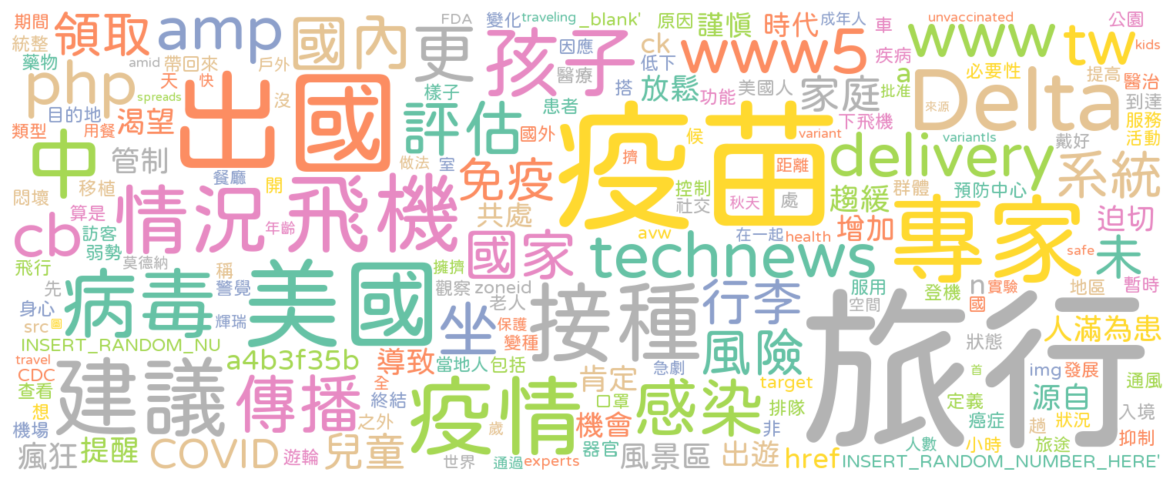 期間 領取 amp 國內 更 FDA 變化 traveling _blank' 原因 謹慎 時代 成年人 車 unvaccinated 公園
統整 藥物 amid 帶回來 戶外 孩子 因應 ck 低下 www5 疾病 www tw kids
php 天 快 出國 沒 醫療 放鬆 功能 美國人 家庭 a 批准 必要性 提高 醫治
目的地 spreads 樣子 患者 搭 下飛機 Delta 來源 到達
類型 用餐 渴望 評估 國外 疫苗 候 variant variantls 服務
中 管制 餐廳 做法 室 免疫 擠 距離 delivery 戴好 活動
悶壞 移植 開 控制 趨緩 群體 預防中心 系統
算是 情況 飛機 共處 社交 秋天 處 專家 迫切
cb 訪客 年齡 國家 avw 在一起 health 增加 safe 未
弱勢 莫德納 擁擠 technews
飛行 病毒 稱 美國 觀察 zoneid 行李 服用 登機 n 實驗 地區 暫時
先 警覺 坐 老人 接種 空間 國
身心 輝瑞 保護 旅行 人滿為患
src 圖 變種 風險 狀態
INSERT_RANDOM_NU a4b3f35b 導致 當地人 包括
travel 建議 急劇 首 img 發展 通風
CDC 查看 傳播 全 疫情 肯定 感染 target 源自
想 終結 口罩 排隊 定義 入境
機場 之外 歲 機會 非 癌症 趟 狀況
瘋狂 提醒 COVID 遊輪 兒童 世界 器官 風景區 出遊 href 人數 小時 旅途 抑制
通過 experts INSERT_RANDOM_NUMBER_HERE'